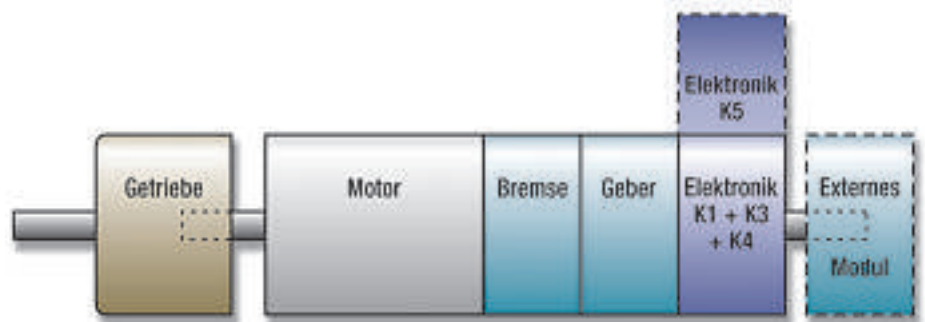 Elektronik
K5
Getriebe
Motor
Bremse
Geber
Elektronik
K1 + K3
+ K4
Externes
Modul